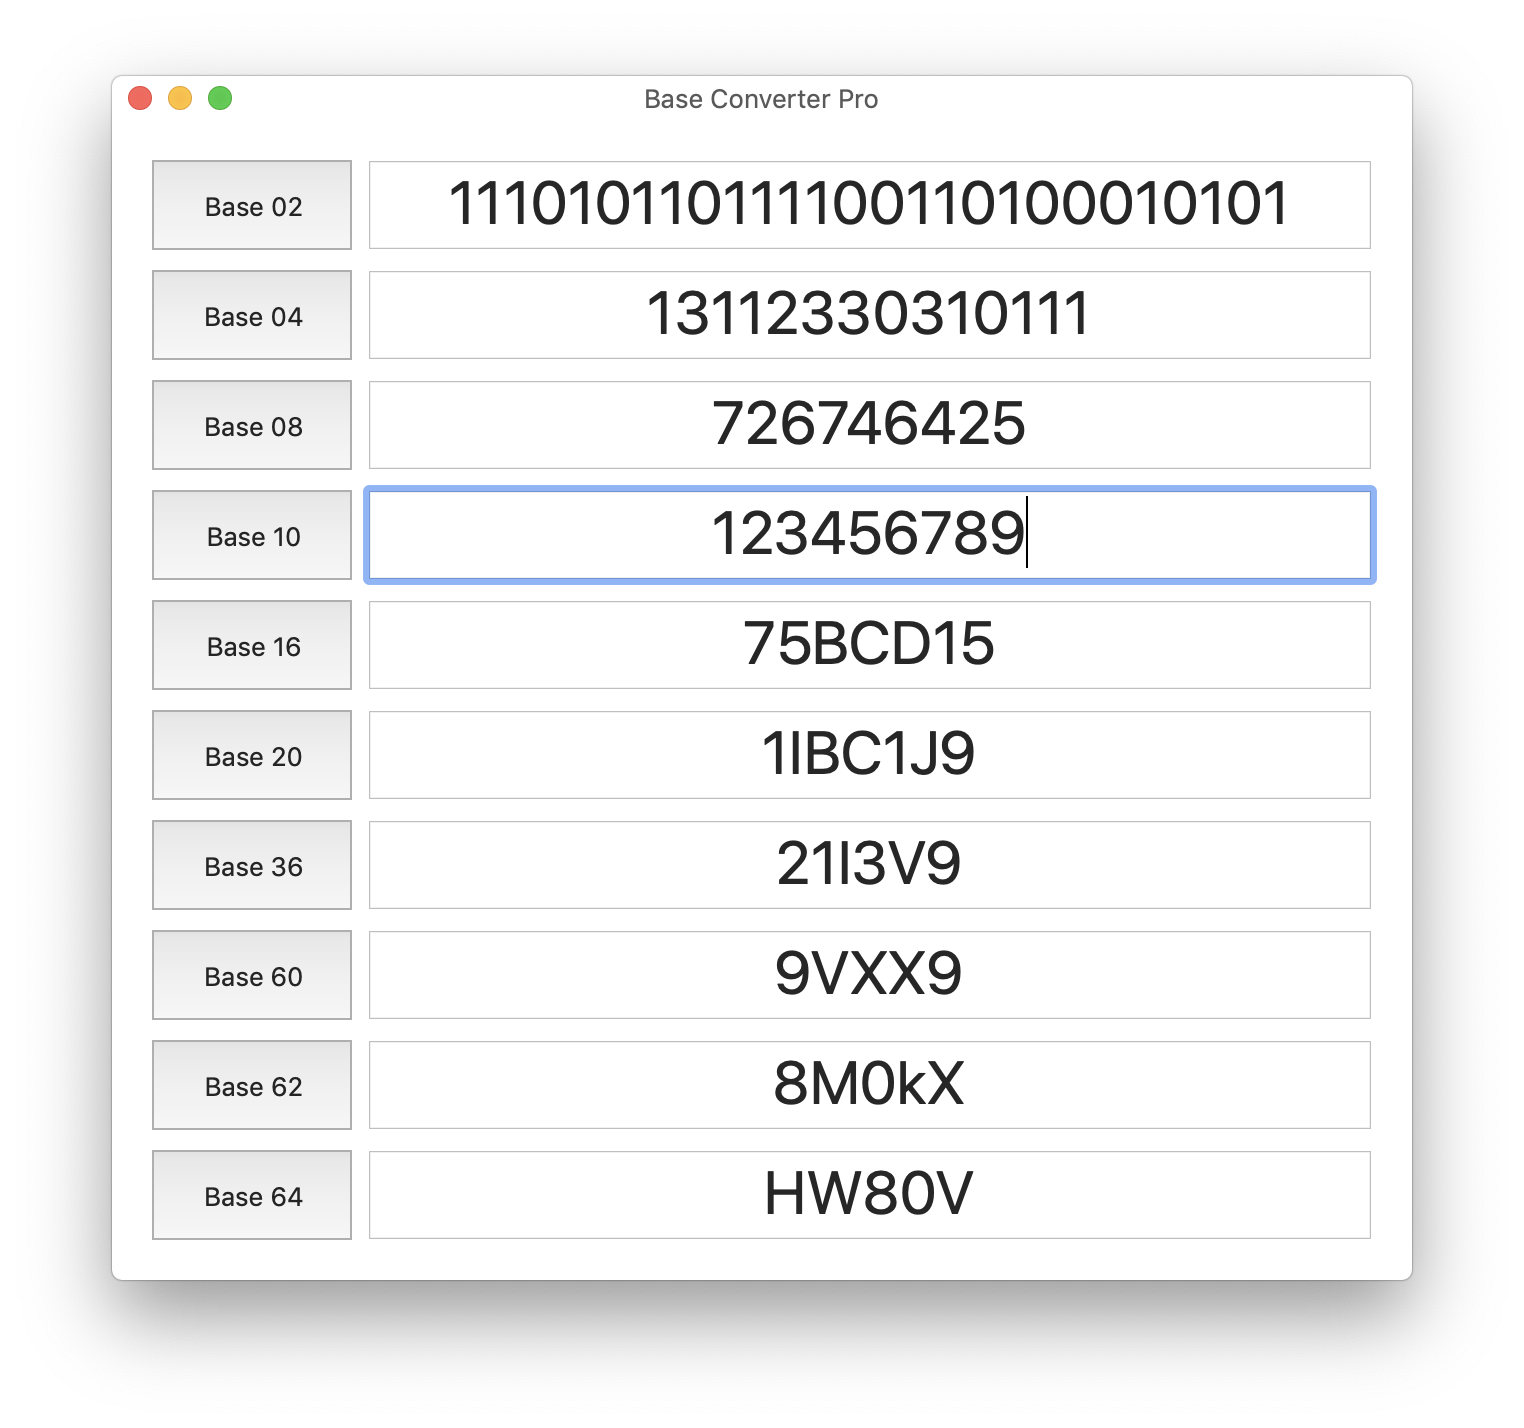 Base Converter Pro
Base 02 111010110111100110100010101
Base 04 13112330310111
Base 08 726746425
Base 10 123456789
Base 16 75BCD15
Base 20 1IBC1J9
Base 36 21I3V9
Base 60 9VXX9
Base 62 8M0kX
Base 64 HW80V